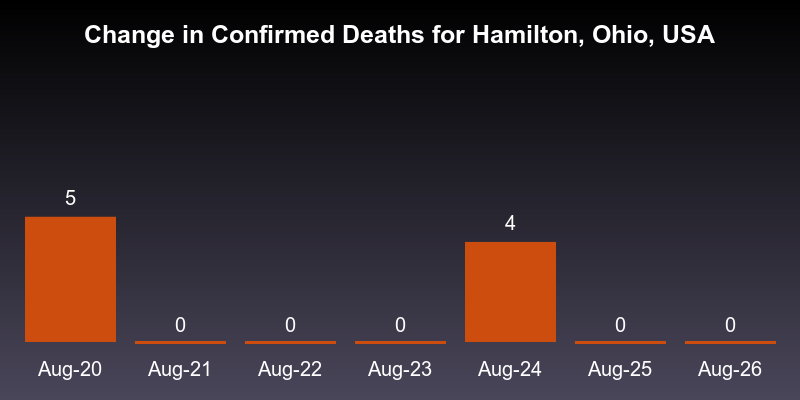 Change in Confirmed Deaths for Hamilton, Ohio, USA
5
0
0
0
4
0
0
Aug-20
Aug-21
Aug-22
Aug-23
Aug-24
Aug-25
Aug-26